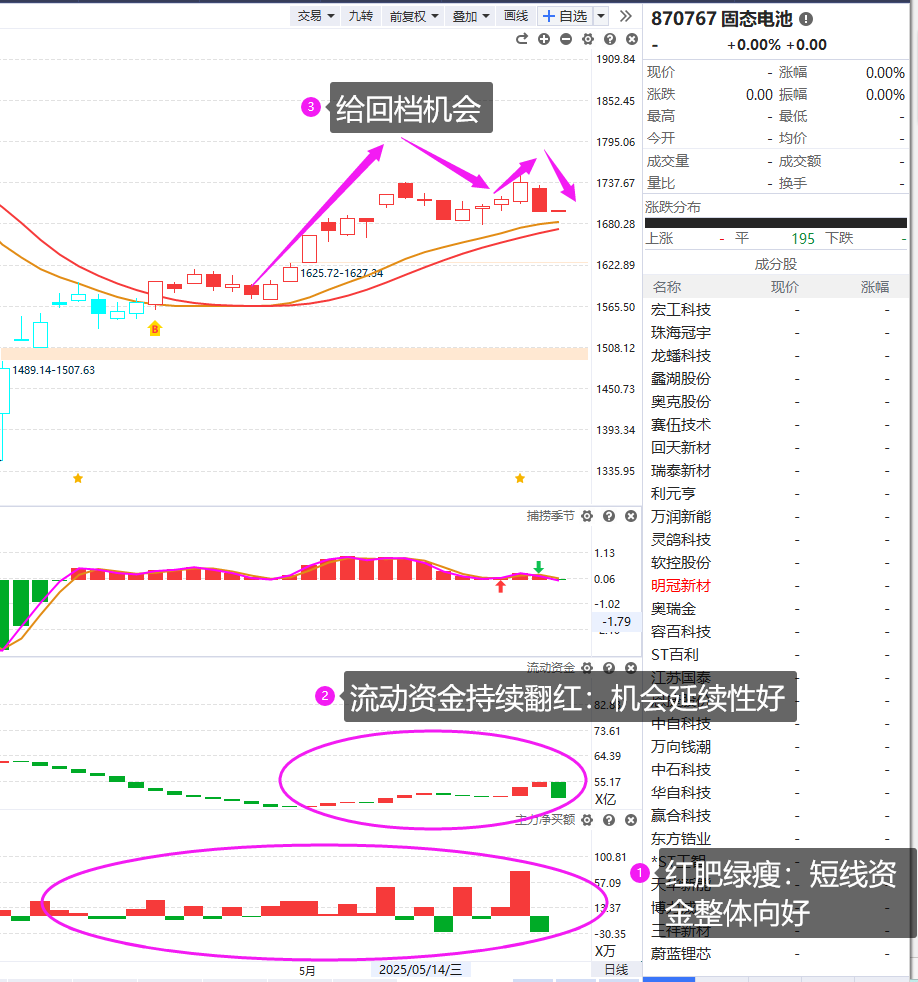 交易 九转 前复权 叠加 画线 自选
870767 固态电池
- +0.00% +0.00
现价 - 涨幅 0.00%
涨跌 0.00 振幅 0.00%
最高 - 最低 -
今开 - 均价 -
成交量 - 成交额 -
量比 - 换手 -
涨跌分布
上涨 - 平 195 下跌 -
成分股
名称 现价 涨幅
宏工科技 - -
珠海冠宇 - -
龙蟠科技 - -
蠡湖股份 - -
奥克股份 - -
赛伍技术 - -
回天新材 - -
瑞泰新材 - -
利元亨 - -
万润新能 - -
灵鸽科技 - -
软控股份 - -
明冠新材 - -
奥瑞金 - -
容百科技 - -
ST百利 - -
江苏国泰
中自科技 - -
万向钱潮 - -
中石科技 - -
华自科技 - -
赢合科技 - -
东方锆业 - -
三祥新材
蔚蓝锂芯 - -
1909.84
1852.45
1795.06
1737.67
1680.28
1622.89
1565.50
1508.12
1450.73
1393.34
1335.95
3 给回档机会
1625.72-1627.34
B
1489.14-1507.63
捕捞季节
1.13
0.06
-1.02
-1.79
流动资金
2 流动资金持续翻红：机会延续性好
73.61
64.39
55.17
X亿
主力净买额
100.81
57.09
13.37
-30.35
X万
1 红肥绿瘦：短线资
金整体向好
5月 2025/05/14/三 日线